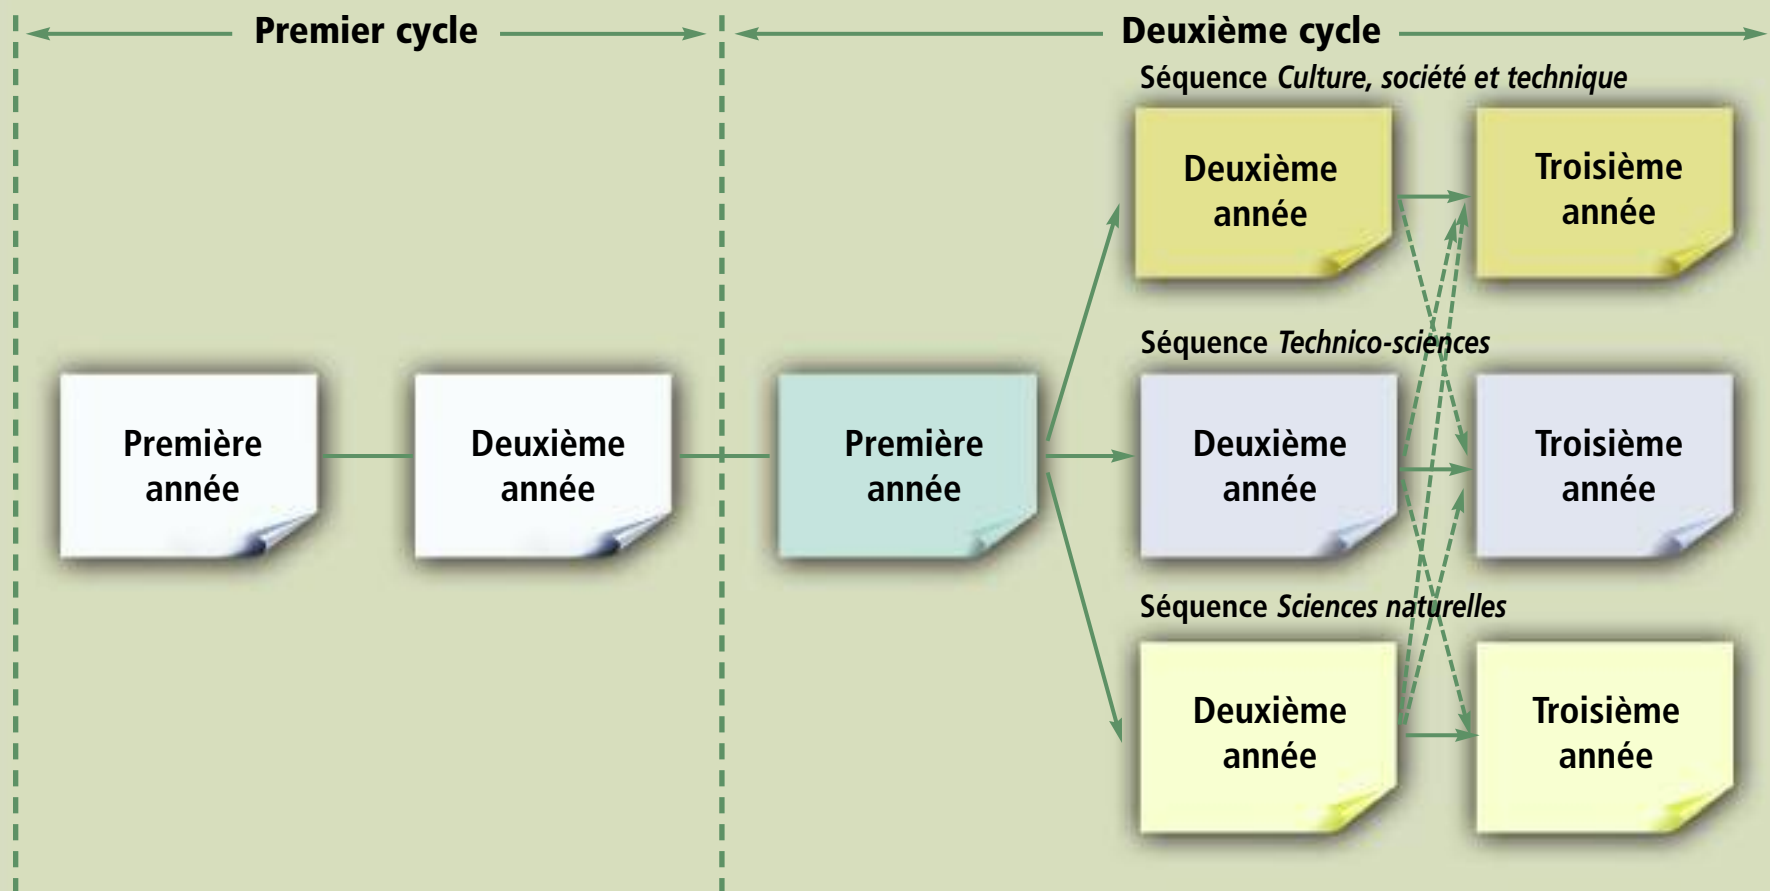 Premier cycle
Deuxième cycle
Séquence Culture, société et technique
Deuxième
année
Troisième
année
Séquence Technico-sciences
Première
année
Deuxième
année
Première
année
Deuxième
année
Troisième
année
Séquence Sciences naturelles
Deuxième
année
Troisième
année